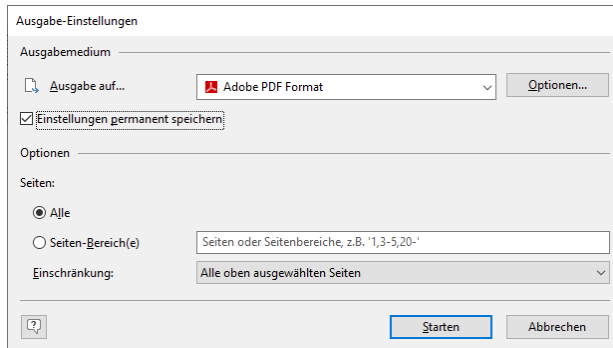 Ausgabe-Einstellungen
Ausgabemedium
Ausgabe auf... Adobe PDF Format Optionen...
Einstellungen permanent speichern
Optionen
Seiten:
Alle
Seiten-Bereich(e) Seiten oder Seitenbereiche, z.B. '1,3-5,20-'
Einschränkung: Alle oben ausgewählten Seiten
? Starten Abbrechen